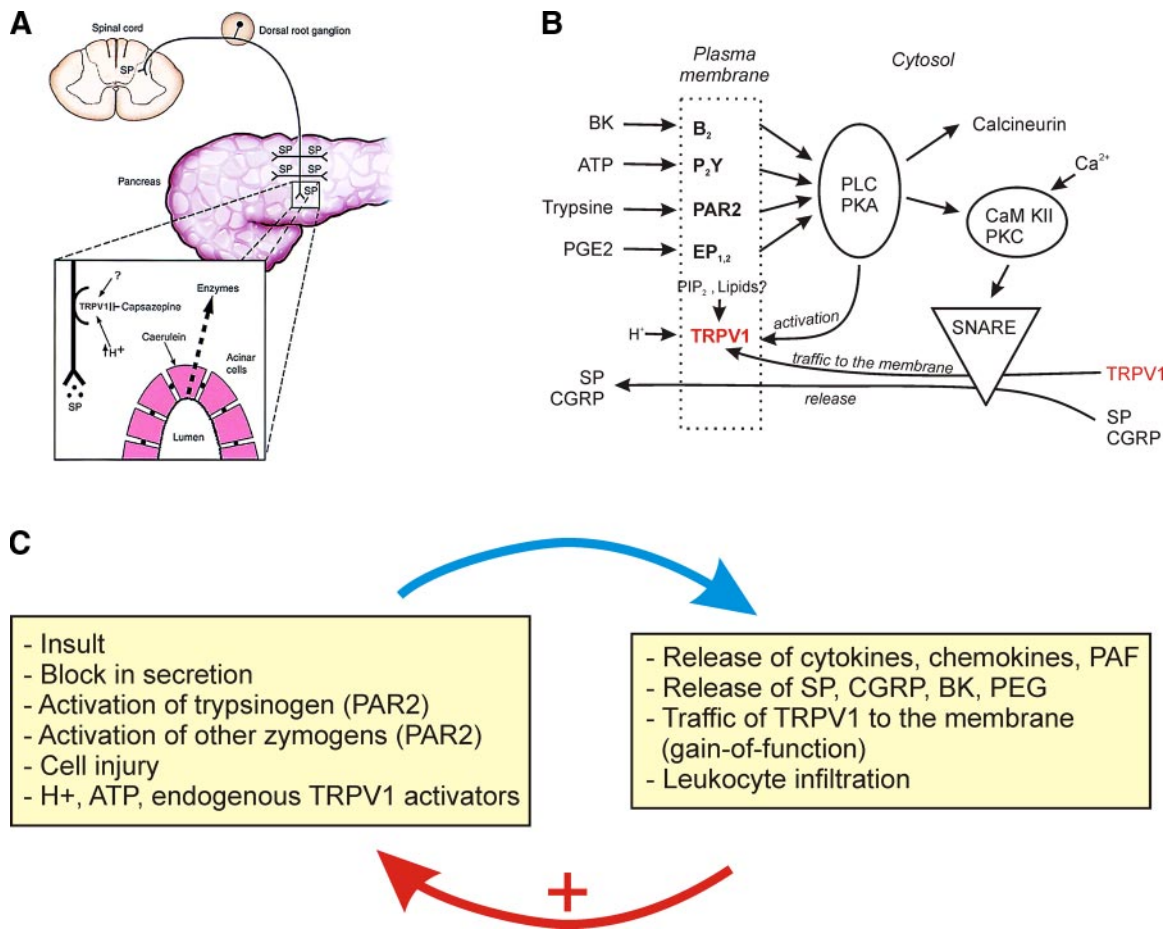 A
Spinal cord
Dorsal root ganglion
SP
SP SP
SP SP
SP
Pancreas
?
TRPV1
Capsazepine
H+
SP
Enzymes
Caerulein
Acinar
cells
Lumen
B
Plasma
membrane
Cytosol
BK
B₂
ATP
P₂Y
Trypsine
PAR2
PGE2
EP₁,₂
PLC
PKA
Calcineurin
Ca²⁺
CaM KII
PKC
PIP₂ , Lipids?
H⁺
TRPV1
activation
SNARE
traffic to the membrane
TRPV1
SP
CGRP
release
SP
CGRP
C
- Insult
- Block in secretion
- Activation of trypsinogen (PAR2)
- Activation of other zymogens (PAR2)
- Cell injury
- H+, ATP, endogenous TRPV1 activators
- Release of cytokines, chemokines, PAF
- Release of SP, CGRP, BK, PEG
- Traffic of TRPV1 to the membrane
(gain-of-function)
- Leukocyte infiltration
+